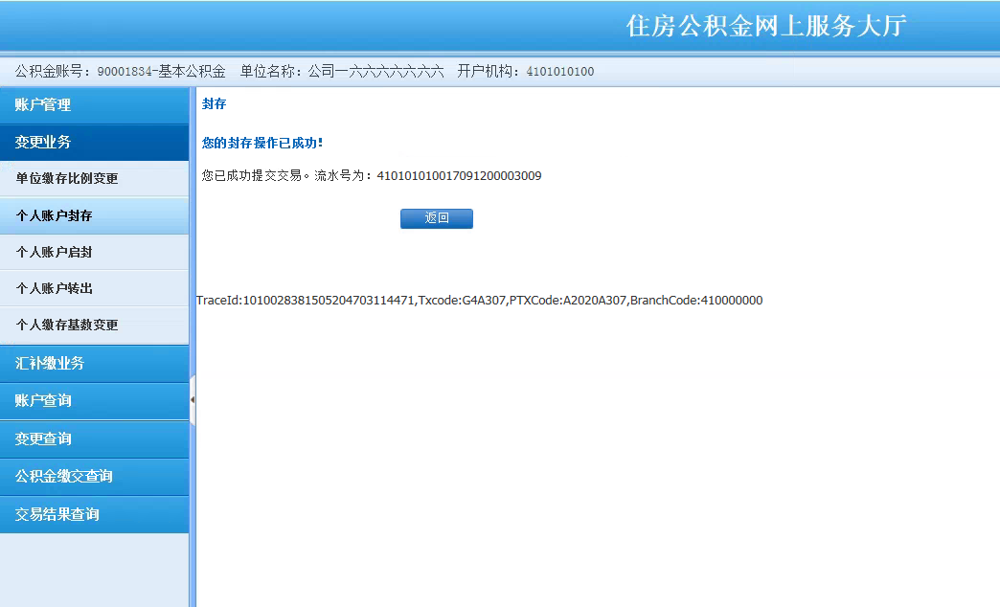 住房公积金网上服务大厅
公积金账号：90001834-基本公积金 单位名称：公司一六六六六六六六 开户机构：4101010100
账户管理
变更业务
单位缴存比例变更
个人账户封存
个人账户启封
个人账户转出
个人缴存基数变更
汇补缴业务
账户查询
变更查询
公积金缴交查询
交易结果查询
封存
您的封存操作已成功！
您已成功提交交易。流水号为：410101010017091200003009
返回
TraceId:1010028381505204703114471,Txcode:G4A307,PTXCode:A2020A307,BranchCode:410000000